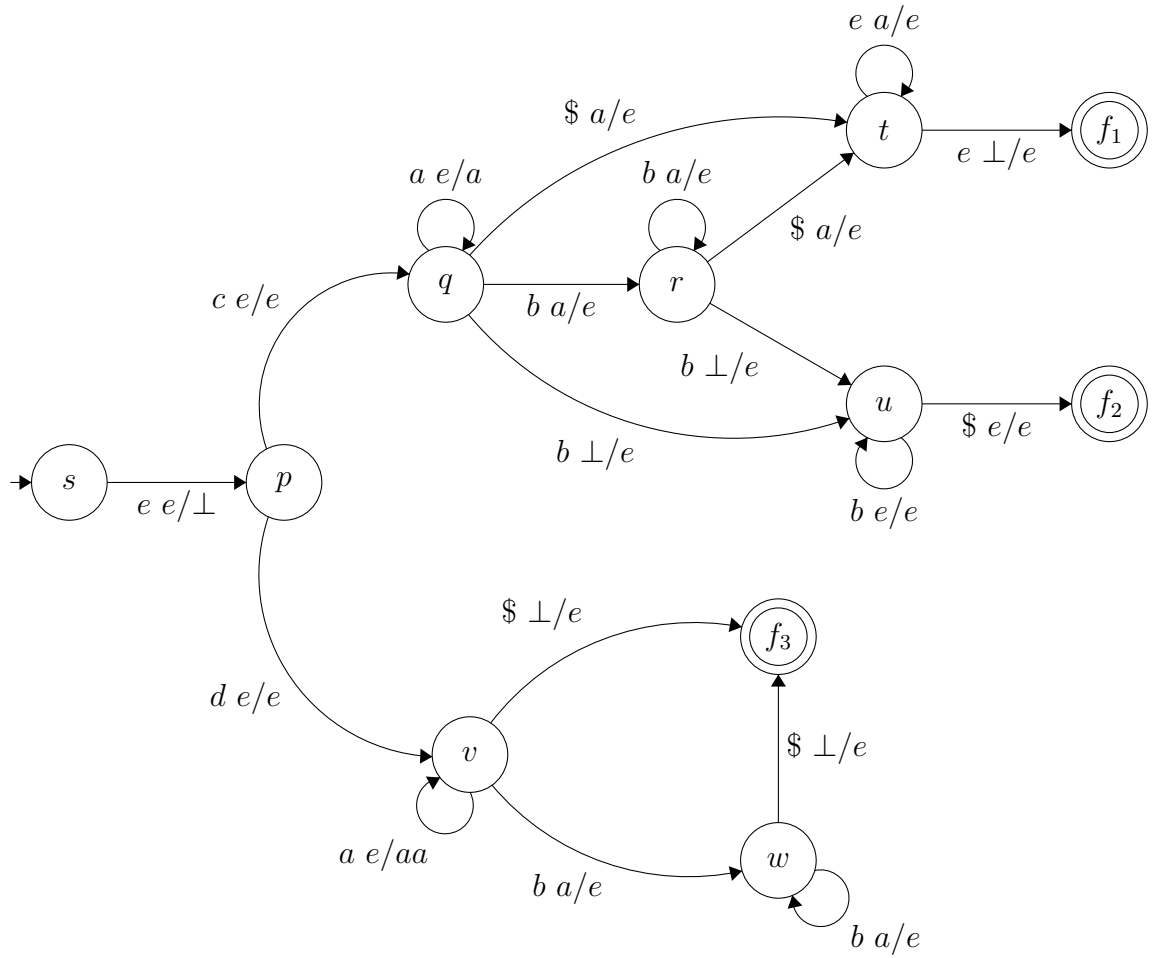 e a/e
$ a/e
t
e ⊥/e
f₁
a e/a
b a/e
$ a/e
c e/e
q
b a/e
r
b ⊥/e
u
$ e/e
f₂
b ⊥/e
s
e e/⊥
p
b e/e
$ ⊥/e
f₃
d e/e
v
$ ⊥/e
a e/aa
b a/e
w
b a/e